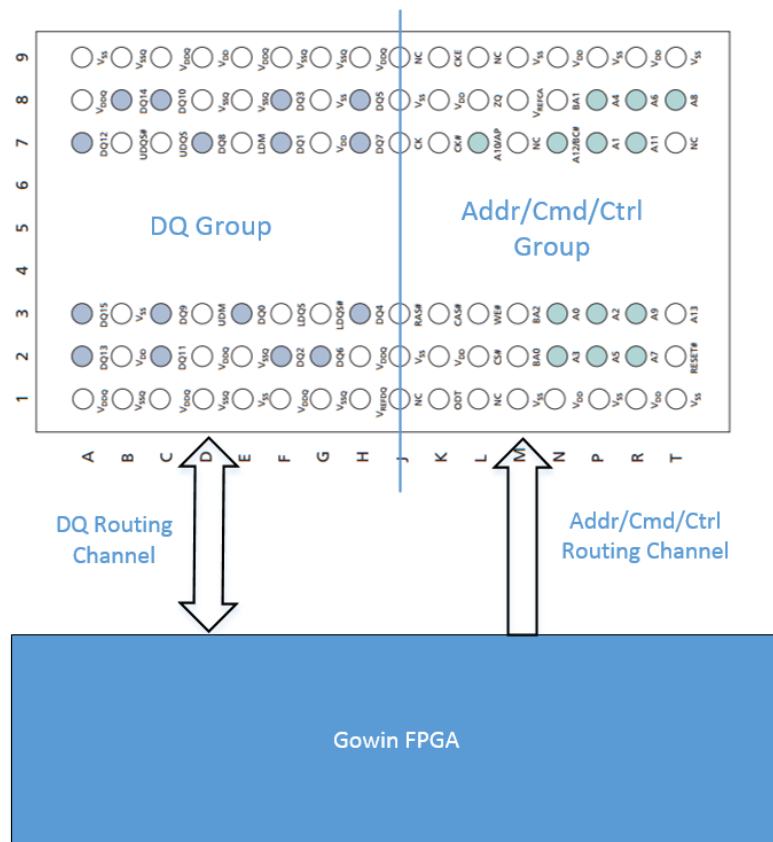 9 VSS VSSQ VDDQ VDD VDDQ VSSQ VSSQ VDDQ NC CKE NC VSS VDD VSS VDD VSS
8 VDDQ DQ14 DQ10 VSSQ VSSQ DQ3 VSS DQ5 VSS VDD ZQ VREFCA BA1 A4 A6 A8
7 DQ12 UDQS# UDQS DQ8 LDM DQ1 VDD DQ7 CK CK# A10/AP NC A12/BC# A1 A11 NC
6
5
4
DQ Group
Addr/Cmd/Ctrl
Group
3 DQ15 VSS DQ9 UDM DQ0 LDQS LDQS# DQ4 RAS# CAS# WE# BA2 A0 A2 A9 A13
2 DQ13 VDD DQ11 VDDQ VSSQ DQ2 DQ6 VDDQ VSS VDD CS# BA0 A3 A5 A7 RESET#
1 VDDQ VSSQ VDDQ VSSQ VSS VDDQ VSSQ VREFDQ NC ODT NC VSS VDD VSS VDD VSS
A B C D E F G H J K L M N P R T
DQ Routing
Channel
Addr/Cmd/Ctrl
Routing Channel
Gowin FPGA